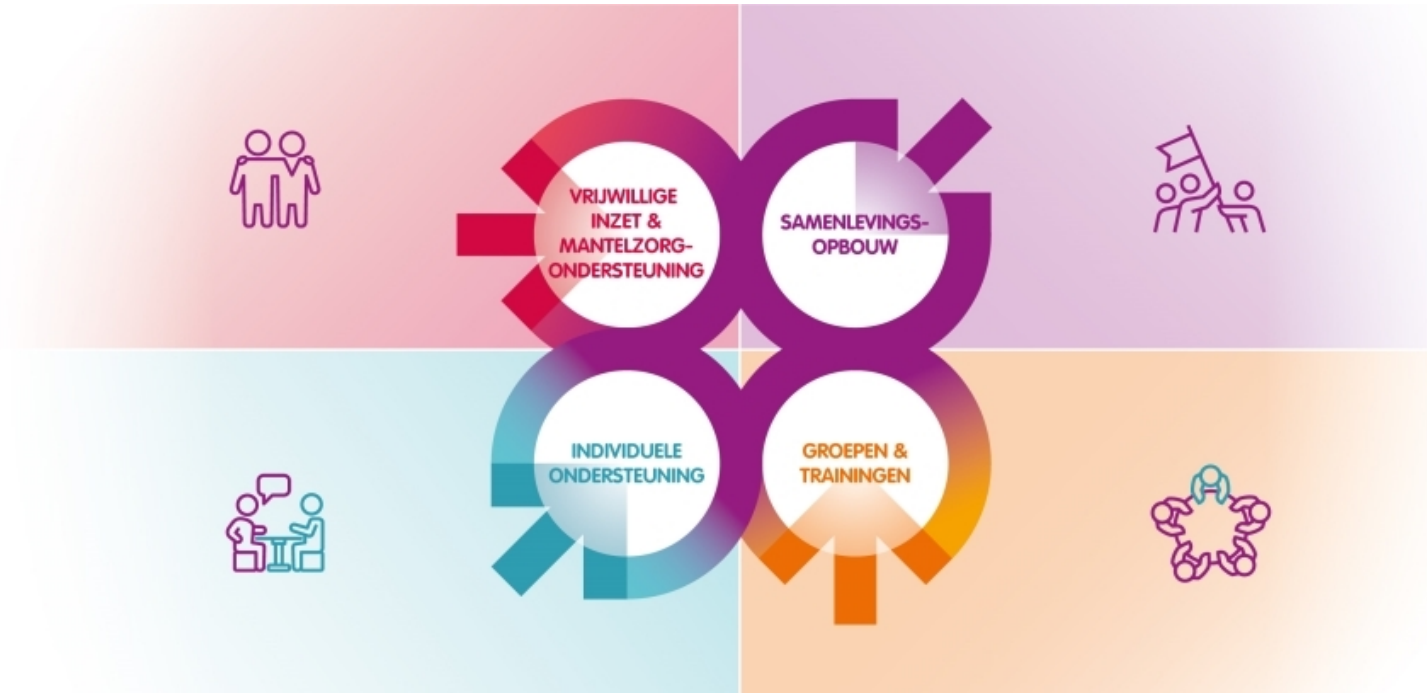 VRIJWILLIGE
INZET &
MANTELZORG-
ONDERSTEUNING
SAMENLEVINGS-
OPBOUW
INDIVIDUELE
ONDERSTEUNING
GROEPEN &
TRAININGEN